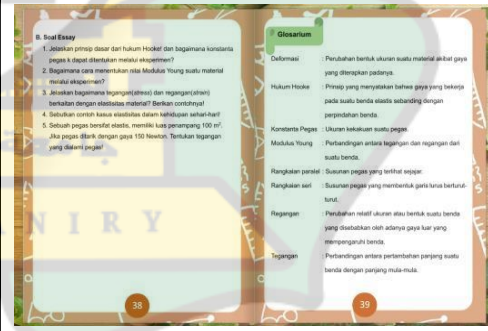 B. Soal Essay
1. Jelaskan prinsip dasar dari hukum Hooke! dan bagaimana konstanta
pegas k dapat ditentukan melalui eksperimen?
2. Bagaimana cara menentukan nilai Modulus Young suatu material
melalui eksperimen?
3. Jelaskan bagaimana tegangan(stress) dan regangan(strain)
berkaitan dengan elastisitas material? Berikan contohnya!
4. Sebutkan contoh kasus elastisitas dalam kehidupan sehari-hari!
5. Sebuah pegas bersifat elastis, memiliki luas penampang 100 m².
Jika pegas ditarik dengan gaya 150 Newton. Tentukan tegangan
yang dialami pegas!
38
Glosarium
Deformasi : Perubahan bentuk ukuran suatu material akibat gaya
yang diterapkan padanya.
Hukum Hooke : Prinsip yang menyatakan bahwa gaya yang bekerja
pada suatu benda elastis sebanding dengan
perpindahan benda.
Konstanta Pegas : Ukuran kekakuan suatu pegas.
Modulus Young : Perbandingan antara tegangan dan regangan dari
suatu benda.
Rangkaian paralel : Susunan pegas yang terlihat sejajar.
Rangkaian seri : Susunan pegas yang membentuk garis lurus berturut-
turut.
Regangan : Perubahan relatif ukuran atau bentuk suatu benda
yang disebabkan oleh adanya gaya luar yang
mempengaruhi benda.
Tegangan : Perbandingan antara pertambahan panjang suatu
benda dengan panjang mula-mula.
39
ANIRY